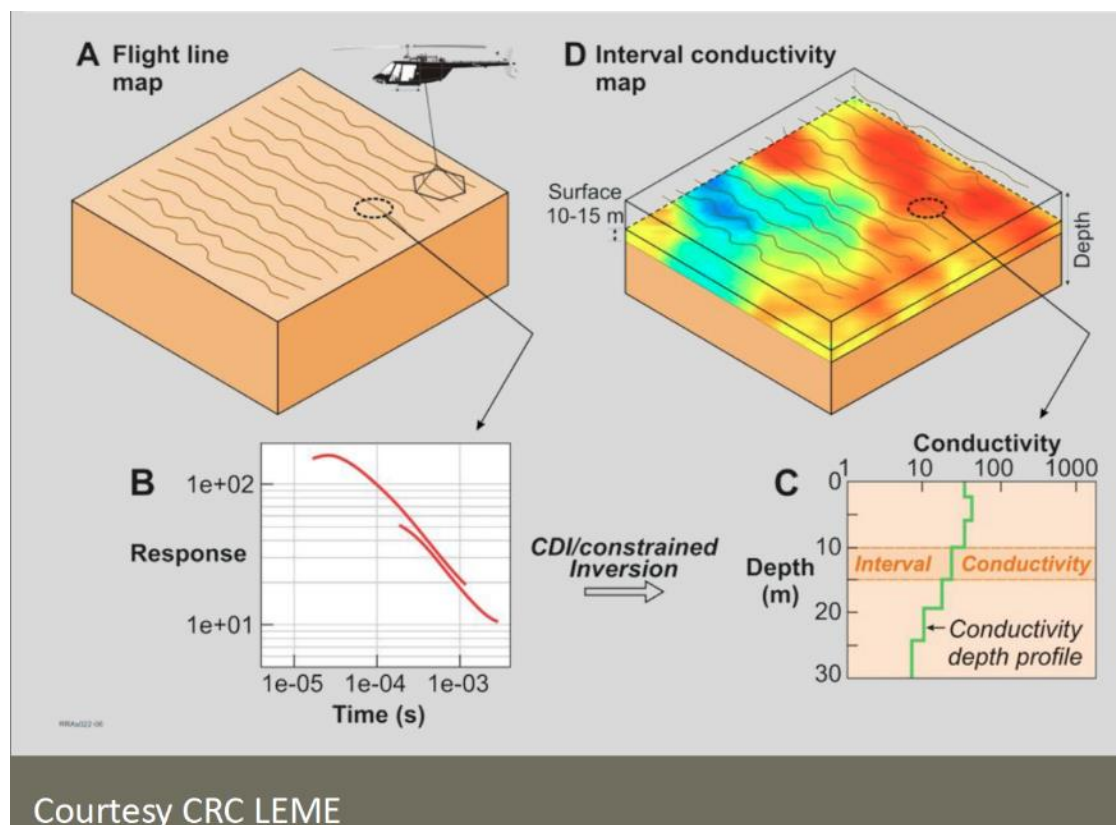 A Flight line
map
D Interval conductivity
map
Surface
10-15 m
Depth
B
1e+02
Response
1e+01
1e-05 1e-04 1e-03
Time (s)
CDI/constrained
Inversion
C
Conductivity
1 10 100 1000
0
10
20
30
Depth
(m)
Interval Conductivity
Conductivity
depth profile
Courtesy CRC LEME